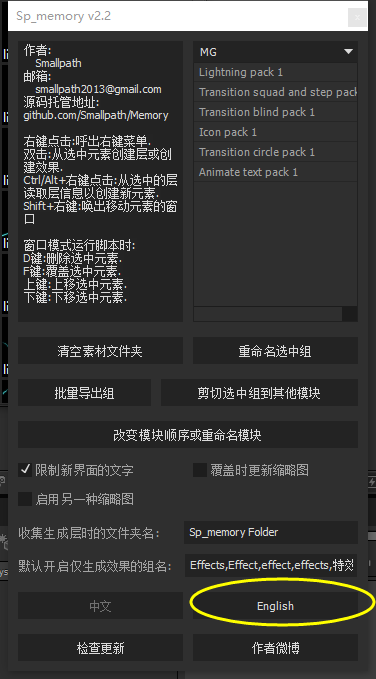 Sp_memory v2.2
x
作者:
Smallpath
邮箱:
smallpath2013@gmail.com
源码托管地址:
github.com/Smallpath/Memory
右键点击:呼出右键菜单.
双击:从选中元素创建层或创
建效果.
Ctrl/Alt+右键点击:从选中的层
读取层信息以创建新元素.
Shift+右键:唤出移动元素的窗
口
窗口模式运行脚本时:
D键:删除选中元素.
F键:覆盖选中元素.
上键:上移选中元素.
下键:下移选中元素.
MG
Lightning pack 1
Transition squad and step pack
Transition blind pack 1
Icon pack 1
Transition circle pack 1
Animate text pack 1
清空素材文件夹
重命名选中组
批量导出组
剪切选中组到其他模块
改变模块顺序或重命名模块
限制新界面的文字
覆盖时更新缩略图
启用另一种缩略图
收集生成层时的文件夹名:
Sp_memory Folder
默认开启仅生成效果的组名:
Effects,Effect,effect,effects,特效
中文
English
检查更新
作者微博